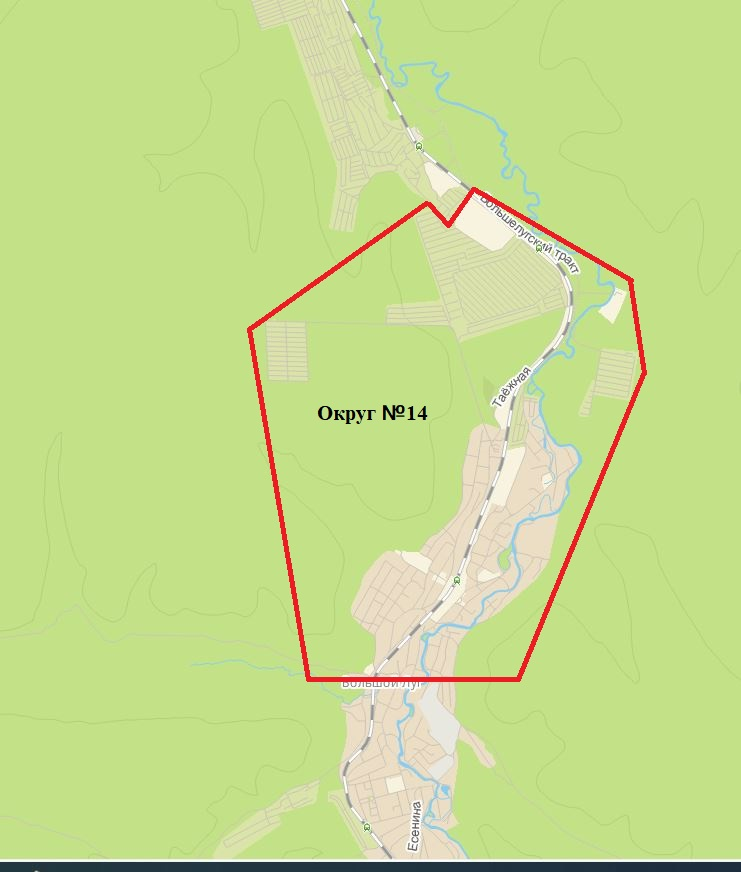 Большелугский тракт
Таёжная
Округ №14
Большой Луг
Есенина